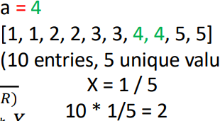 a = 4
[1, 1, 2, 2, 3, 3, 4, 4, 5, 5]
(10 entries, 5 unique valu
X = 1 / 5
R)
10 * 1/5 = 2